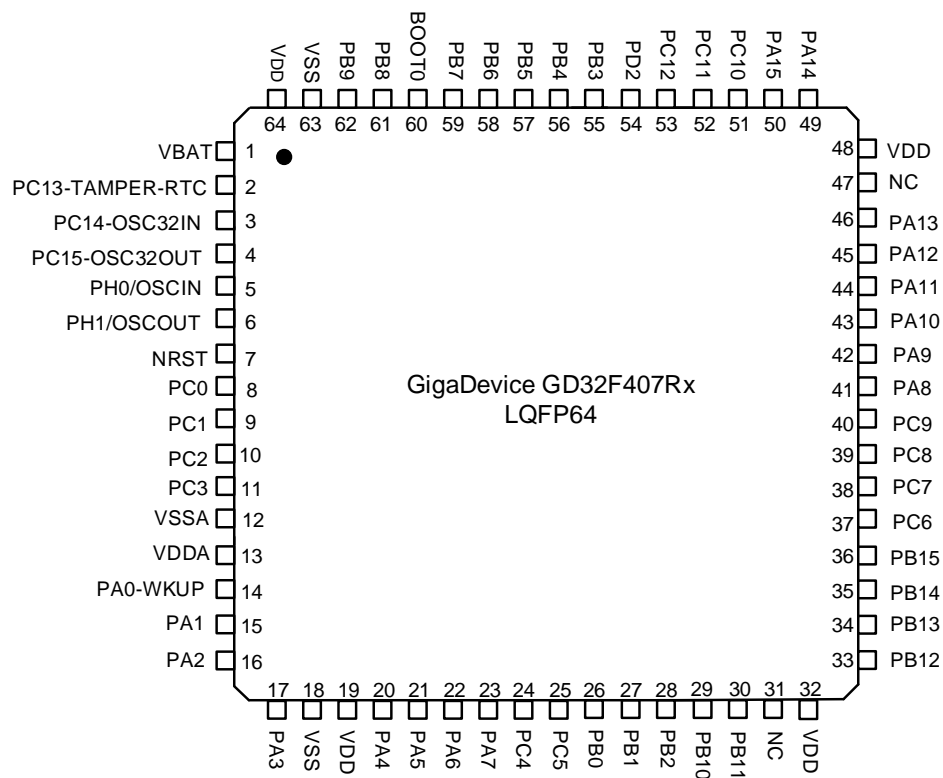 VDD
VSS
PB9
PB8
BOOT0
PB7
PB6
PB5
PB4
PB3
PD2
PC12
PC11
PC10
PA15
PA14
64 63 62 61 60 59 58 57 56 55 54 53 52 51 50 49
VBAT 1
PC13-TAMPER-RTC 2
PC14-OSC32IN 3
PC15-OSC32OUT 4
PH0/OSCIN 5
PH1/OSCOUT 6
NRST 7
PC0 8
PC1 9
PC2 10
PC3 11
VSSA 12
VDDA 13
PA0-WKUP 14
PA1 15
PA2 16
GigaDevice GD32F407Rx
LQFP64
48 VDD
47 NC
46 PA13
45 PA12
44 PA11
43 PA10
42 PA9
41 PA8
40 PC9
39 PC8
38 PC7
37 PC6
36 PB15
35 PB14
34 PB13
33 PB12
17 18 19 20 21 22 23 24 25 26 27 28 29 30 31 32
PA3
VSS
VDD
PA4
PA5
PA6
PA7
PC4
PC5
PB0
PB1
PB2
PB10
PB11
NC
VDD